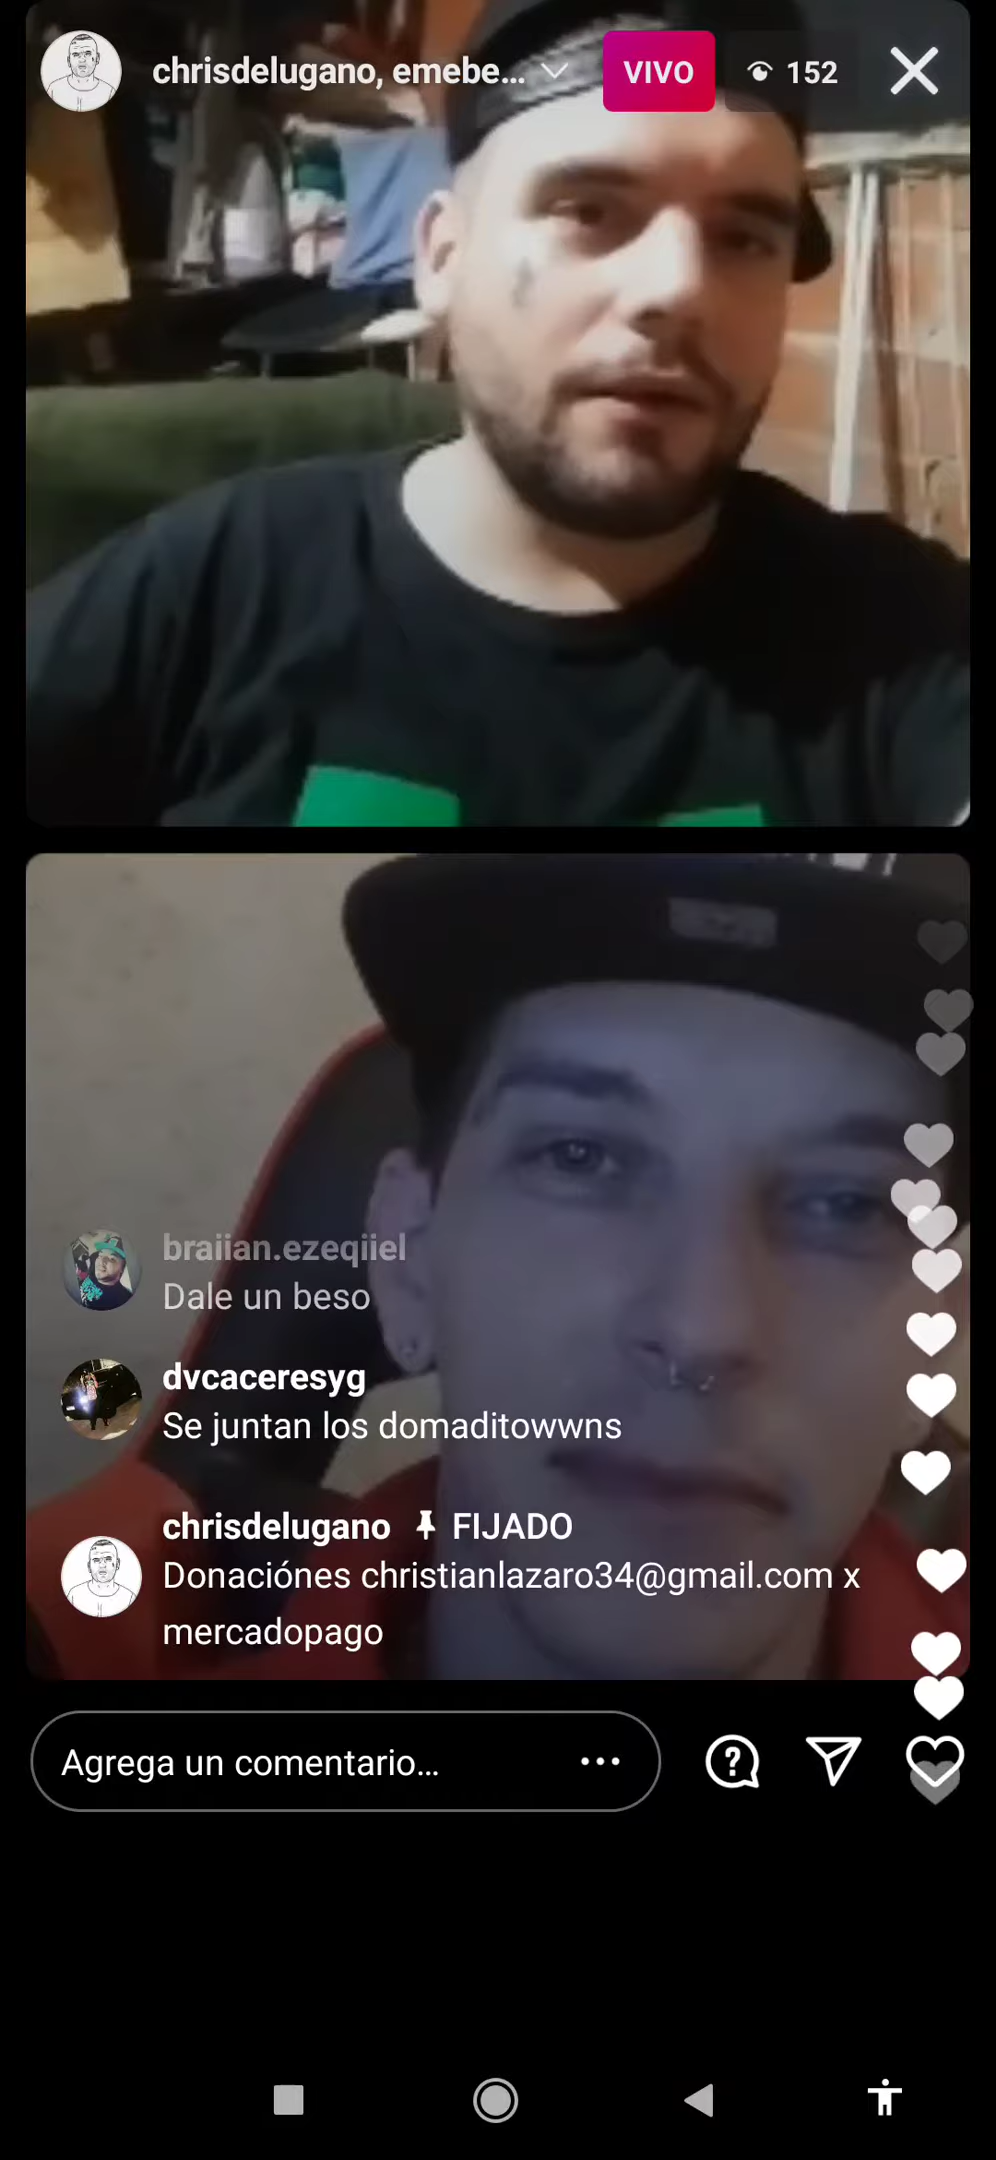 chrisdelugano, emebe...
VIVO
152
braiian.ezeqiiel
Dale un beso
dvcaceresyg
Se juntan los domaditowwns
chrisdelugano FIJADO
Donaciónes christianlazaro34@gmail.com x
mercadopago
Agrega un comentario...